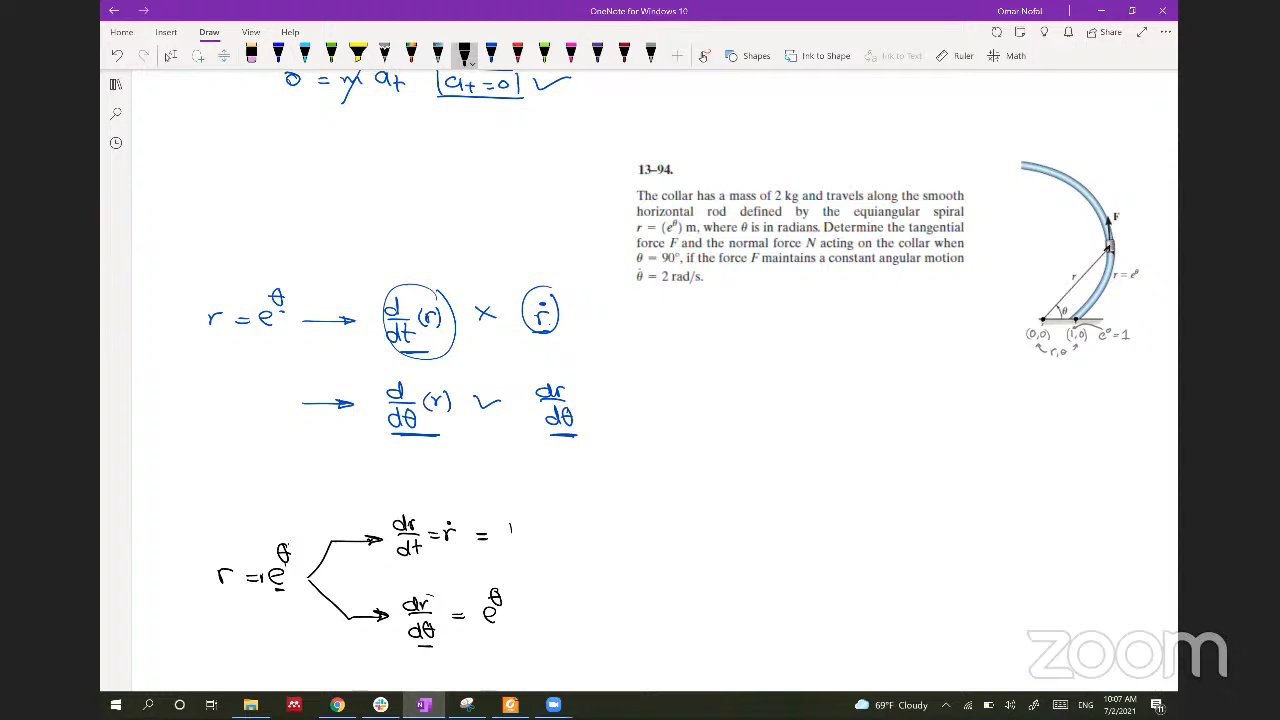 OneNote for Windows 10
Omar Nofal
Home Insert Draw View Help
Share
Shapes Ink to Shape Ink to Text Ruler Math
0 = m a_t  a_t = 0 ✓
13–94.
The collar has a mass of 2 kg and travels along the smooth
horizontal rod defined by the equiangular spiral
r = (e^θ) m, where θ is in radians. Determine the tangential
force F and the normal force N acting on the collar when
θ = 90°, if the force F maintains a constant angular motion
θ̇ = 2 rad/s.
F
r
r = e^θ
θ
(0,0) (1,0) e^0 = 1
r,θ
r = e^θ → d/dt (r) × ṙ
→ d/dθ (r) ✓ dr/dθ
dr/dt = ṙ =
r = 1e^θ
dr/dθ = e^θ
zoom
69°F Cloudy
ENG
10:07 AM
7/2/2021
11